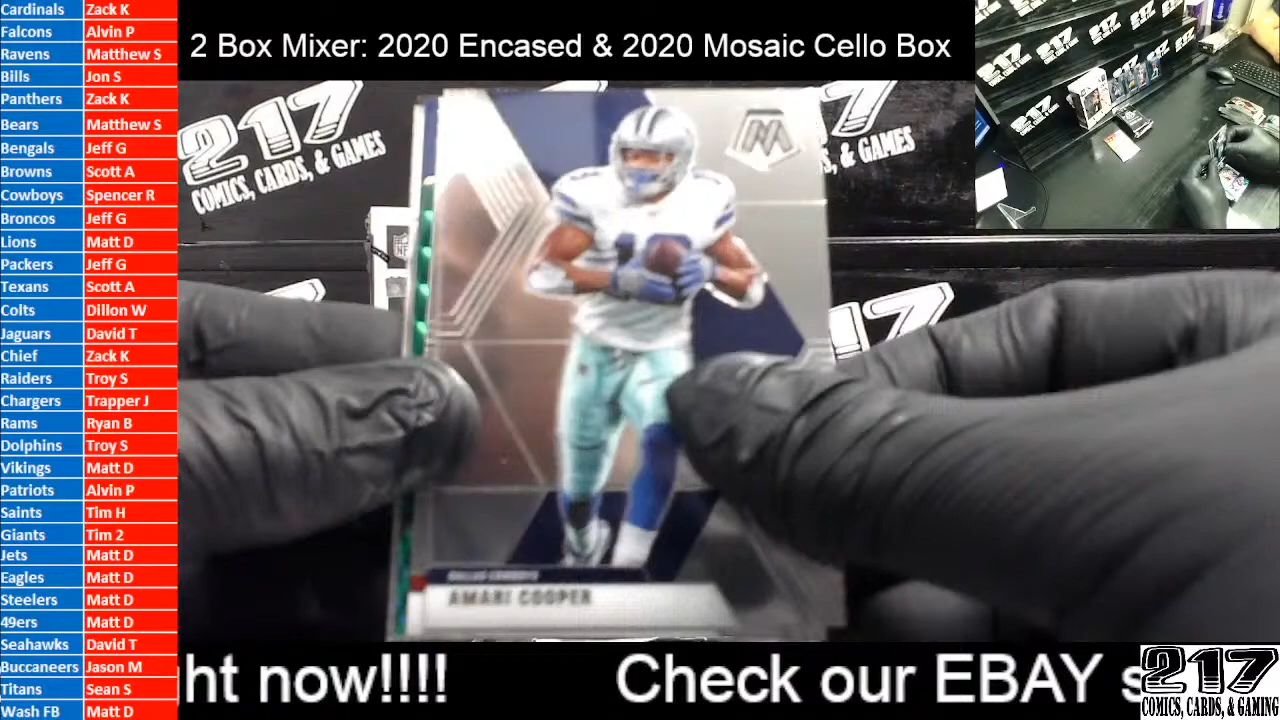 Cardinals Zack K
Falcons Alvin P
Ravens Matthew S
Bills Jon S
Panthers Zack K
Bears Matthew S
Bengals Jeff G
Browns Scott A
Cowboys Spencer R
Broncos Jeff G
Lions Matt D
Packers Jeff G
Texans Scott A
Colts Dillon W
Jaguars David T
Chief Zack K
Raiders Troy S
Chargers Trapper J
Rams Ryan B
Dolphins Troy S
Vikings Matt D
Patriots Alvin P
Saints Tim H
Giants Tim 2
Jets Matt D
Eagles Matt D
Steelers Matt D
49ers Matt D
Seahawks David T
Buccaneers Jason M
Titans Sean S
Wash FB Matt D
2 Box Mixer: 2020 Encased & 2020 Mosaic Cello Box
217
COMICS, CARDS, & GAMES
& GAMES
M
19
AMARI COOPER
ht now!!!!
Check our EBAY s
217
COMICS, CARDS, & GAMING